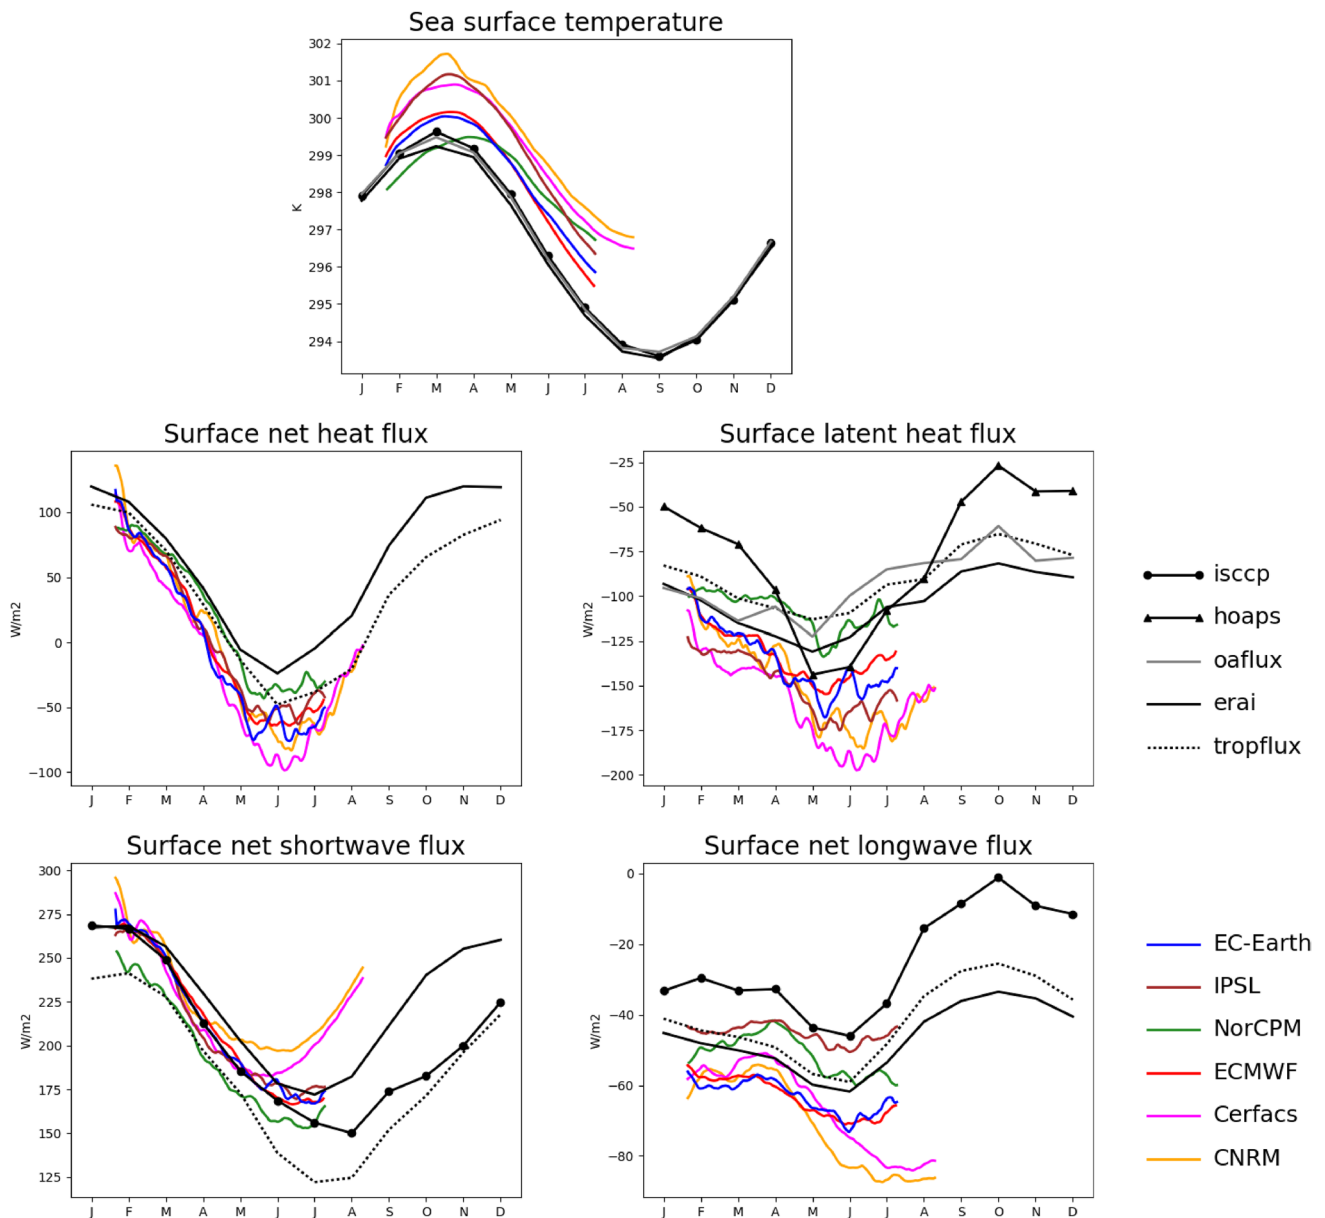 Sea surface temperature
302
301
300
299
298
297
296
295
294
K
J F M A M J J A S O N D
Surface net heat flux
100
50
0
−50
−100
W/m2
J F M A M J J A S O N D
Surface latent heat flux
−25
−50
−75
−100
−125
−150
−175
−200
W/m2
J F M A M J J A S O N D
isccp
hoaps
oaflux
erai
tropflux
Surface net shortwave flux
300
275
250
225
200
175
150
125
W/m2
J F M A M J J A S O N D
Surface net longwave flux
0
−20
−40
−60
−80
W/m2
J F M A M J J A S O N D
EC-Earth
IPSL
NorCPM
ECMWF
Cerfacs
CNRM